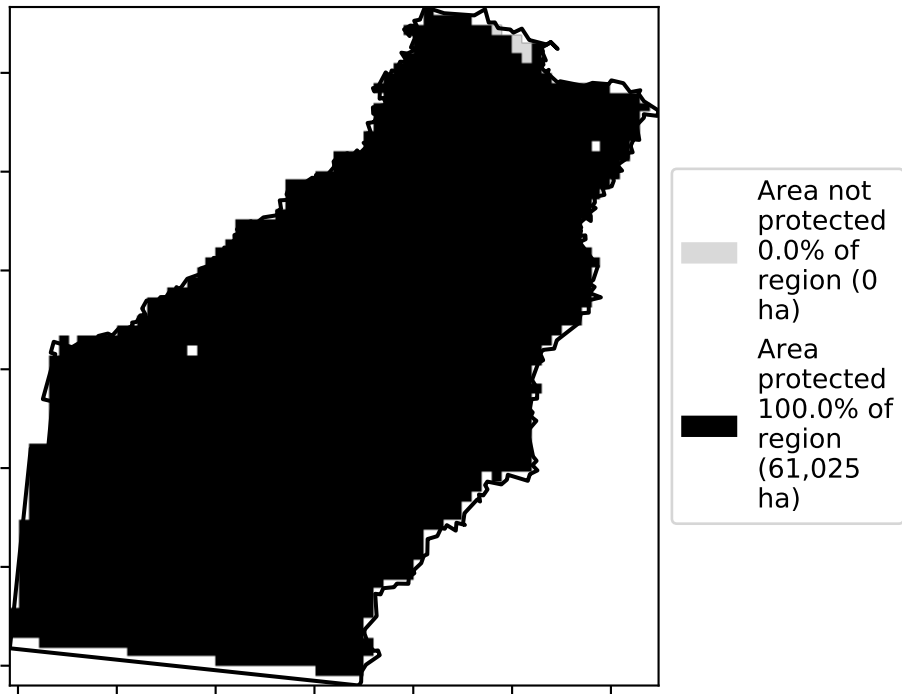 Area not
protected
0.0% of
region (0
ha)
Area
protected
100.0% of
region
(61,025
ha)